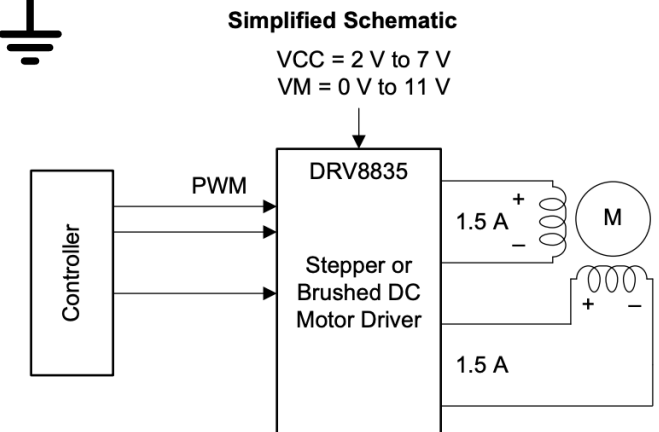 Simplified Schematic
VCC = 2 V to 7 V
VM = 0 V to 11 V
DRV8835
PWM
Controller
Stepper or
Brushed DC
Motor Driver
1.5 A
+
–
M
+ –
1.5 A